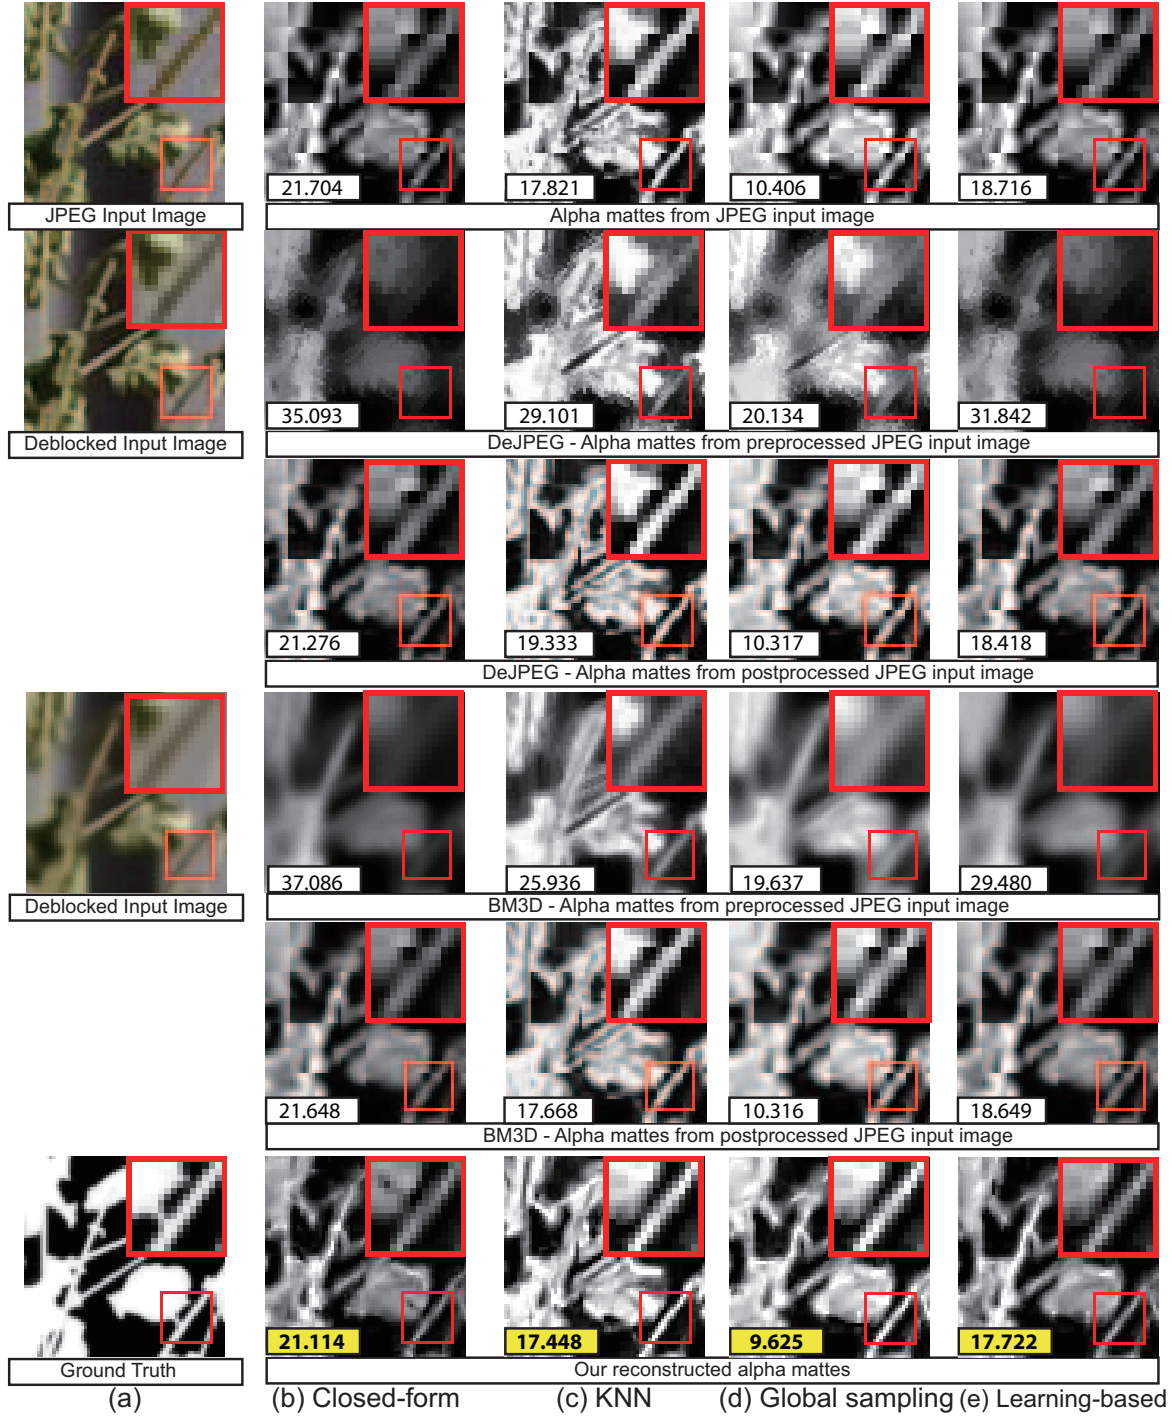 21.704 17.821 10.406 18.716
JPEG Input Image Alpha mattes from JPEG input image
35.093 29.101 20.134 31.842
Deblocked Input Image DeJPEG - Alpha mattes from preprocessed JPEG input image
21.276 19.333 10.317 18.418
DeJPEG - Alpha mattes from postprocessed JPEG input image
37.086 25.936 19.637 29.480
Deblocked Input Image BM3D - Alpha mattes from preprocessed JPEG input image
21.648 17.668 10.316 18.649
BM3D - Alpha mattes from postprocessed JPEG input image
21.114 17.448 9.625 17.722
Ground Truth Our reconstructed alpha mattes
(a) (b) Closed-form (c) KNN (d) Global sampling (e) Learning-based